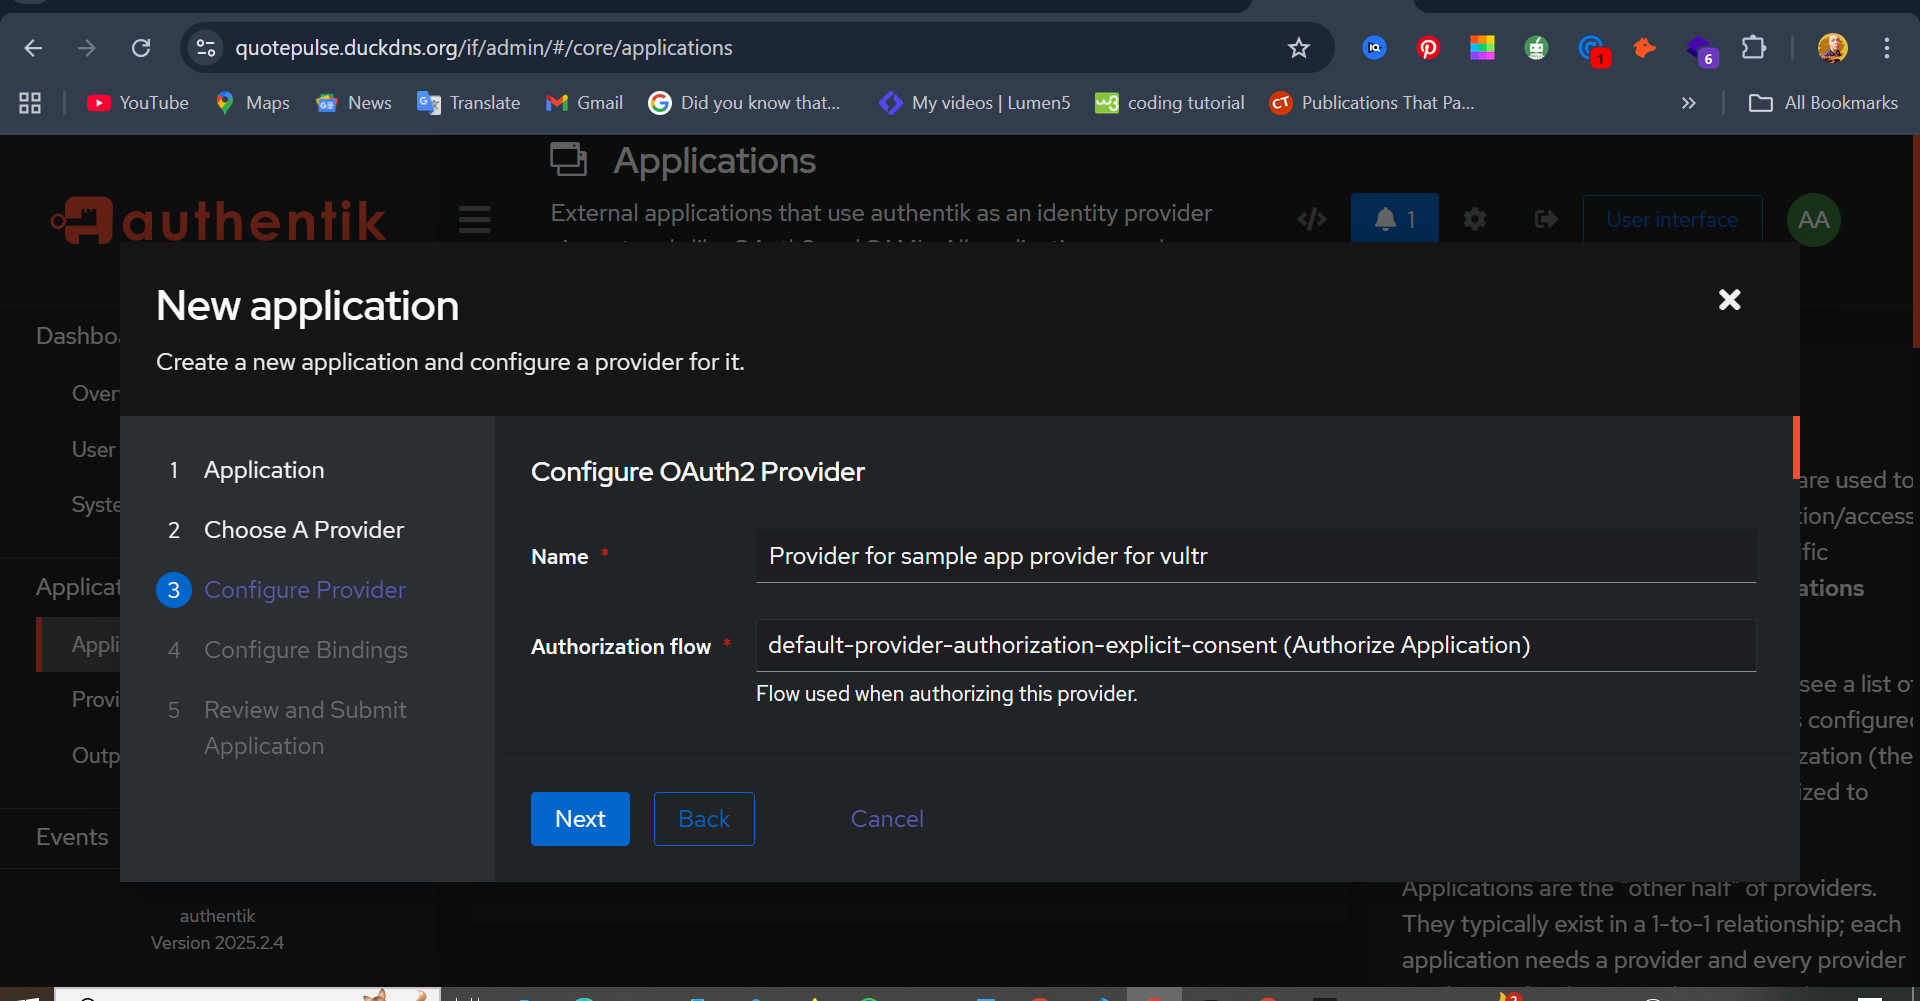 quotepulse.duckdns.org/if/admin/#/core/applications
1
6
YouTube
Maps
News
Translate
Gmail
Did you know that...
My videos | Lumen5
coding tutorial
Publications That Pa...
All Bookmarks
authentik
Applications
External applications that use authentik as an identity provider
1
User interface
AA
New application
Create a new application and configure a provider for it.
1 Application
2 Choose A Provider
3 Configure Provider
4 Configure Bindings
5 Review and Submit
Application
Configure OAuth2 Provider
Name *
Provider for sample app provider for vultr
Authorization flow *
default-provider-authorization-explicit-consent (Authorize Application)
Flow used when authorizing this provider.
Next
Back
Cancel
Dashbo
Over
User
Syste
Applicat
Appli
Provi
Outp
Events
authentik
Version 2025.2.4
are used to
tion/access
fic
ations
see a list of
configured
zation (the
ized to
Applications are the "other half" of providers.
They typically exist in a 1-to-1 relationship; each
application needs a provider and every provider